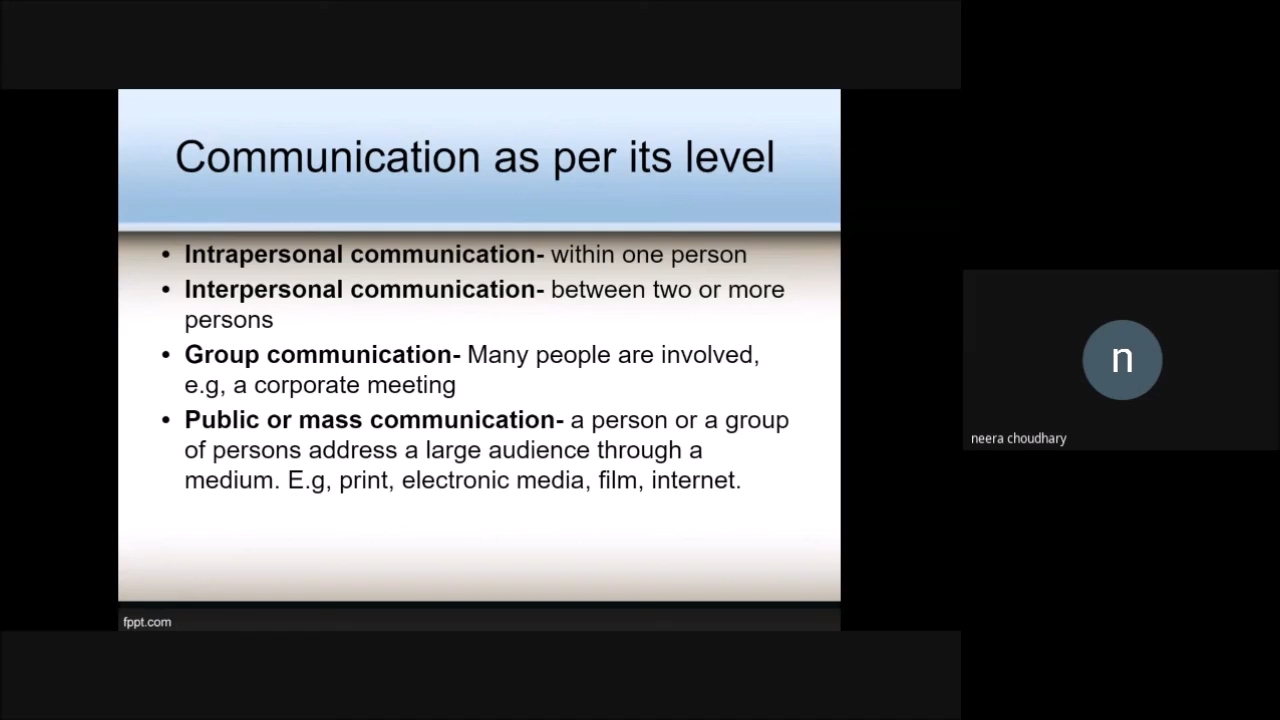 Communication as per its level
• Intrapersonal communication- within one person
• Interpersonal communication- between two or more
persons
• Group communication- Many people are involved,
e.g, a corporate meeting
• Public or mass communication- a person or a group
of persons address a large audience through a
medium. E.g, print, electronic media, film, internet.
fppt.com
n
neera choudhary